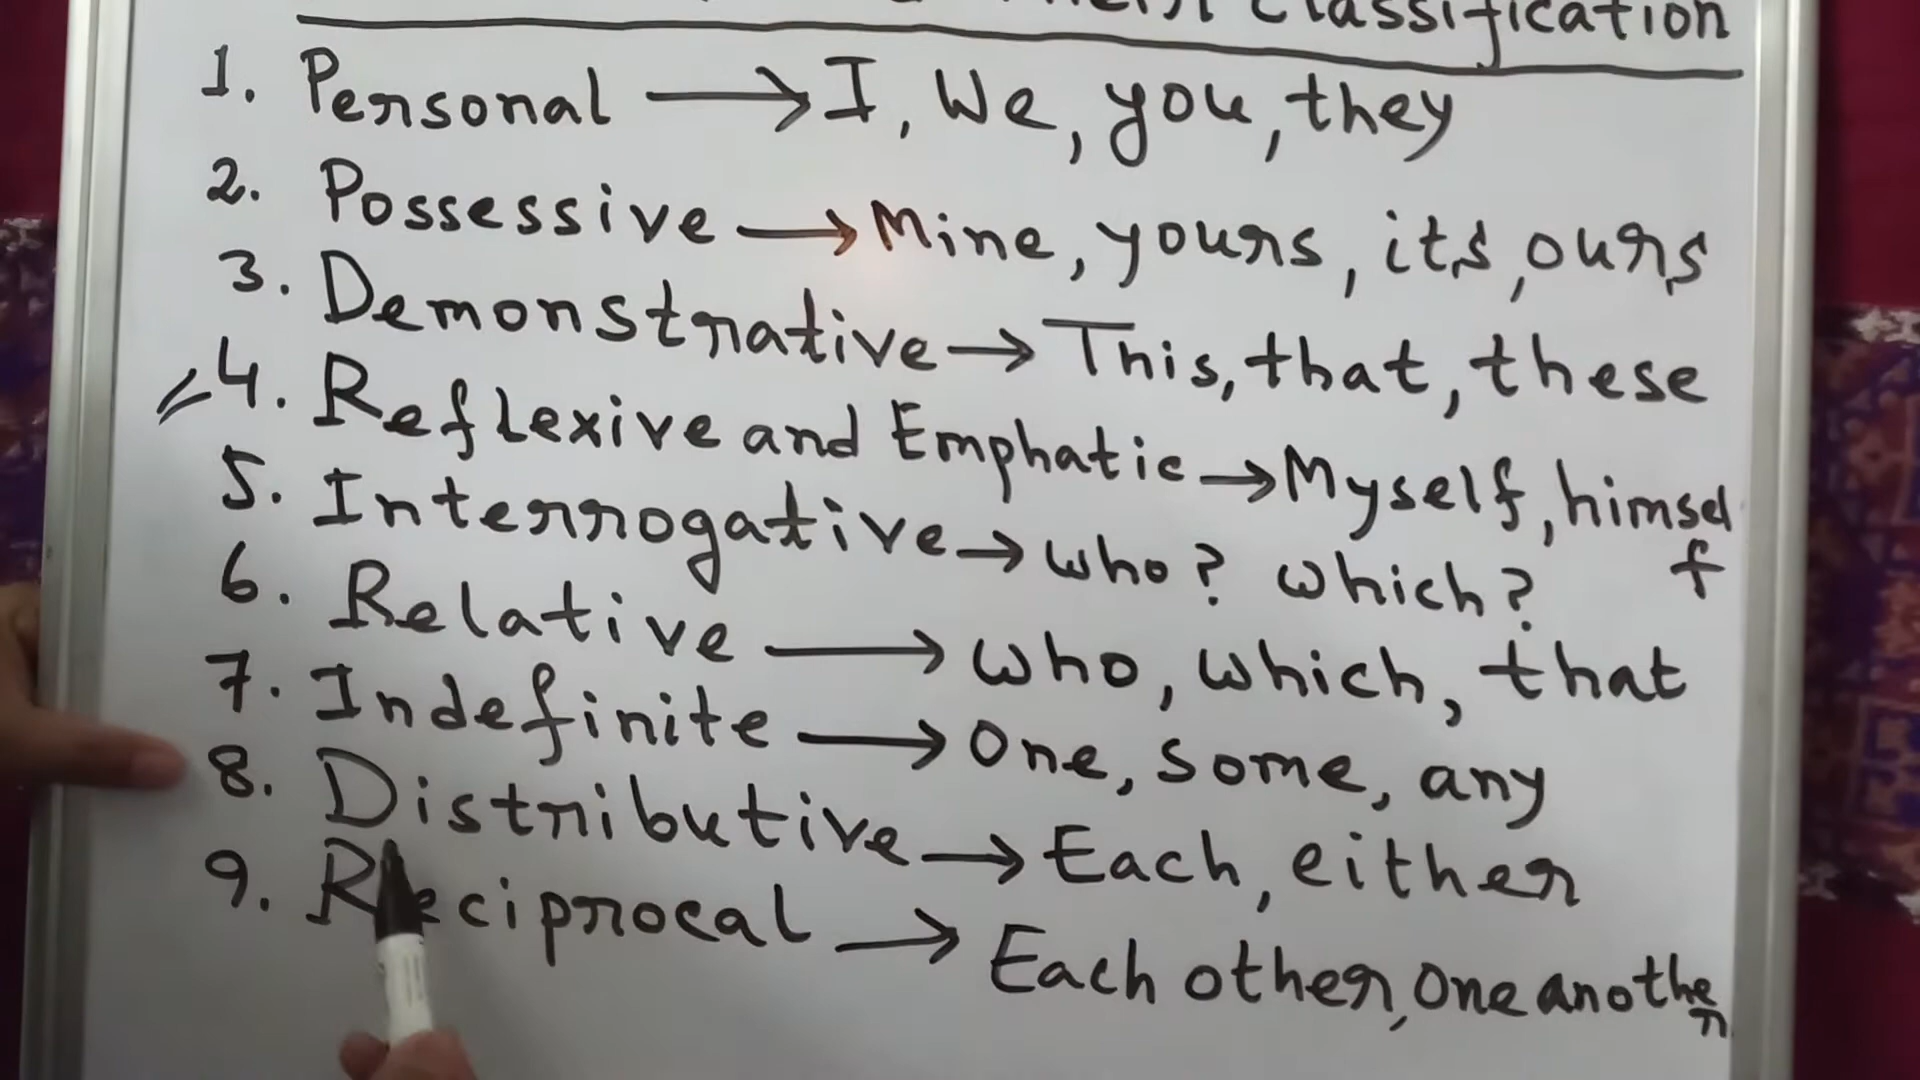 Classification
1. Personal → I, We, you, they
2. Possessive → Mine, yours, its, ours
3. Demonstrative → This, that, these
4. Reflexive and Emphatic → Myself, himself
5. Interrogative → who? which?
6. Relative → who, which, that
7. Indefinite → One, some, any
8. Distributive → Each, either
9. Reciprocal → Each other, one another